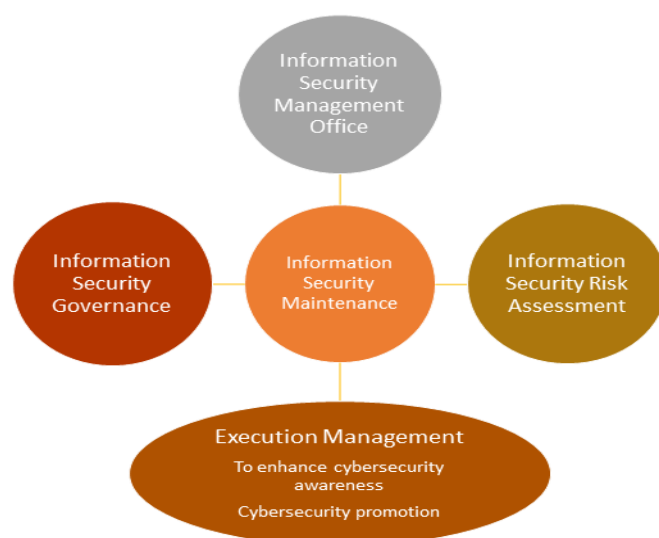 Information
Security
Management
Office
Information
Security
Governance
Information
Security
Maintenance
Information
Security Risk
Assessment
Execution Management
To enhance cybersecurity
awareness
Cybersecurity promotion